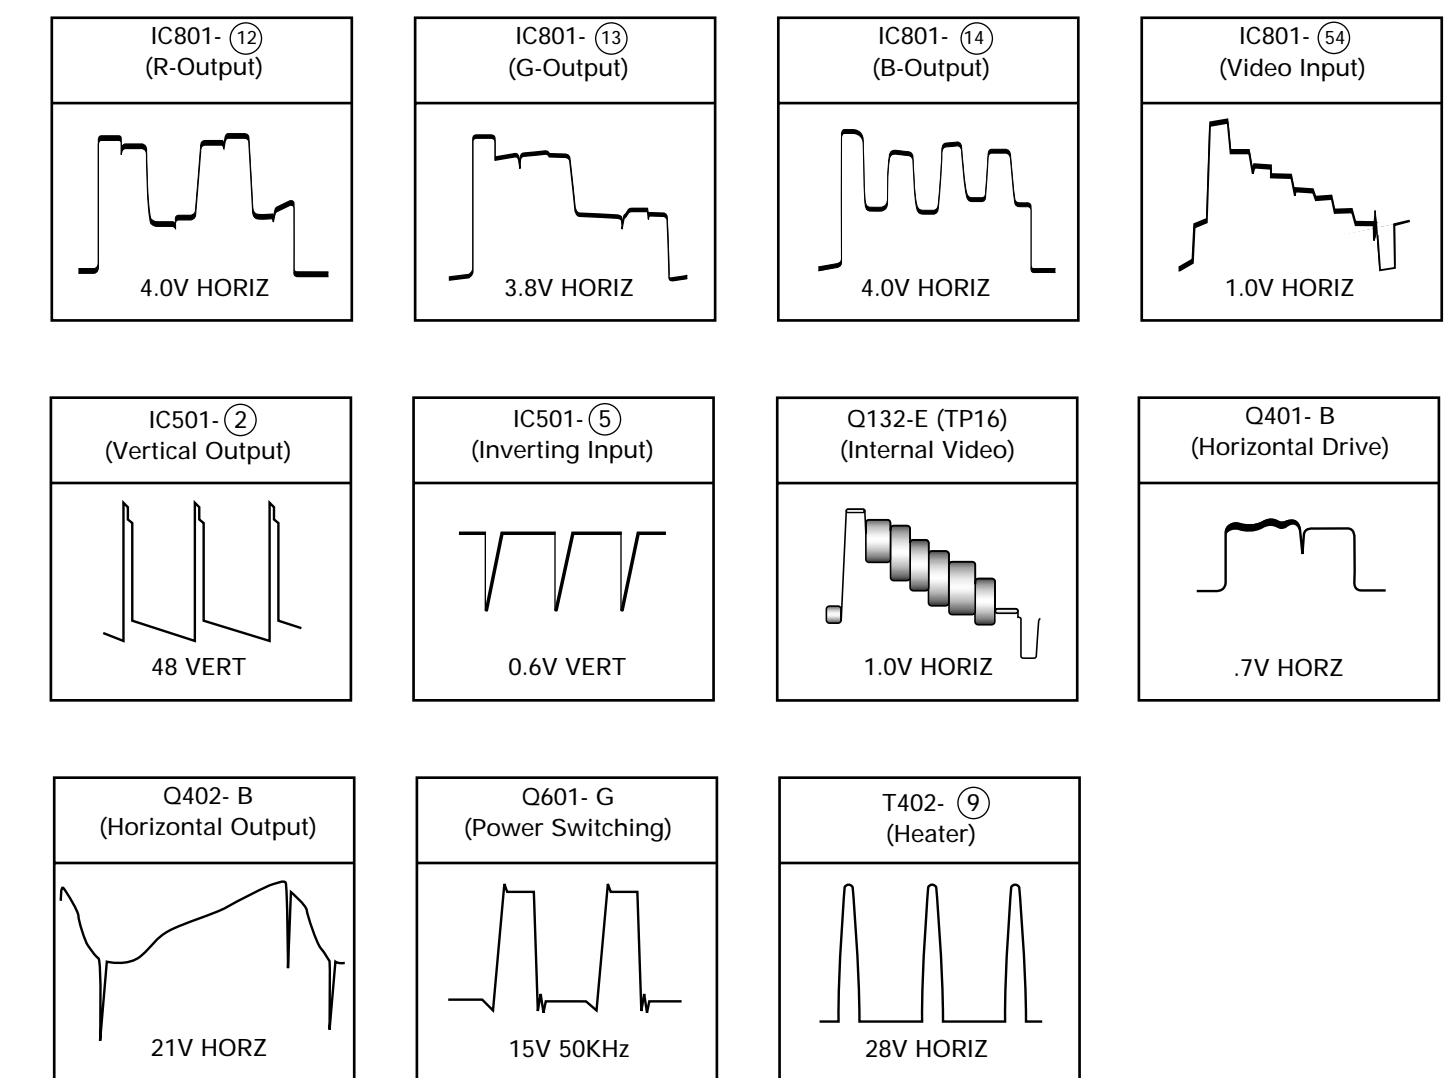 IC801- 12
(R-Output)
4.0V HORIZ
IC801- 13
(G-Output)
3.8V HORIZ
IC801- 14
(B-Output)
4.0V HORIZ
IC801- 54
(Video Input)
1.0V HORIZ
IC501- 2
(Vertical Output)
48 VERT
IC501- 5
(Inverting Input)
0.6V VERT
Q132-E (TP16)
(Internal Video)
1.0V HORIZ
Q401- B
(Horizontal Drive)
.7V HORZ
Q402- B
(Horizontal Output)
21V HORZ
Q601- G
(Power Switching)
15V 50KHz
T402- 9
(Heater)
28V HORIZ